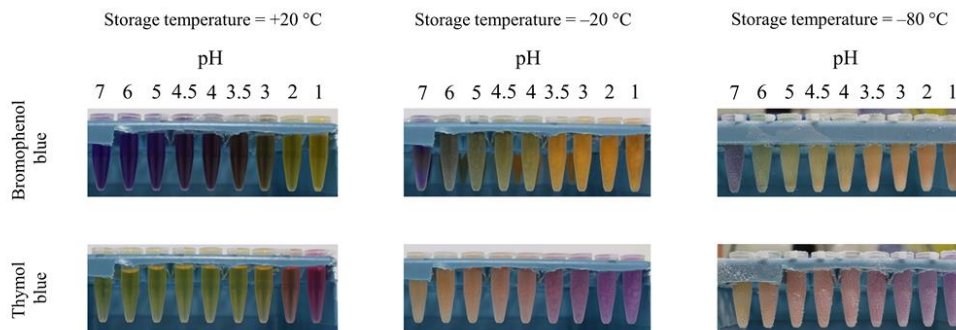 Storage temperature = +20 °C
Storage temperature = –20 °C
Storage temperature = –80 °C
pH
pH
pH
7 6 5 4.5 4 3.5 3 2 1
7 6 5 4.5 4 3.5 3 2 1
7 6 5 4.5 4 3.5 3 2 1
Bromophenol
blue
Thymol
blue